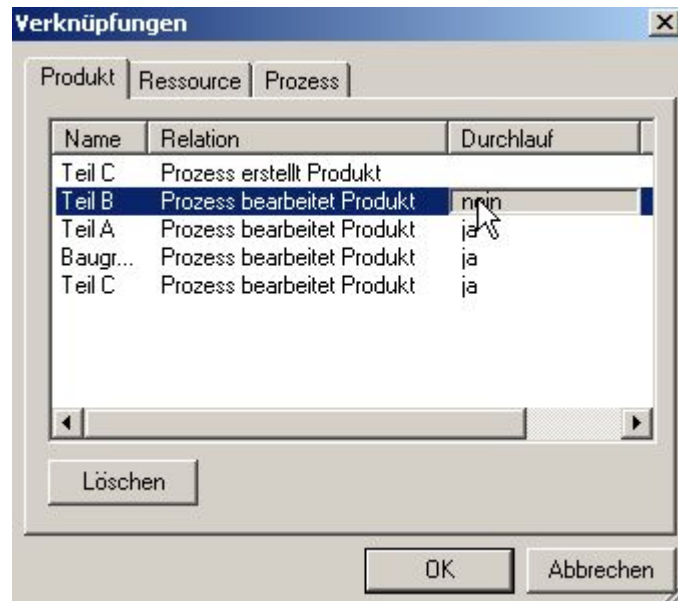 Verknüpfungen
Produkt Ressource Prozess
Name Relation Durchlauf
Teil C Prozess erstellt Produkt
Teil B Prozess bearbeitet Produkt nein
Teil A Prozess bearbeitet Produkt ja
Baugr... Prozess bearbeitet Produkt ja
Teil C Prozess bearbeitet Produkt ja
Löschen
OK Abbrechen